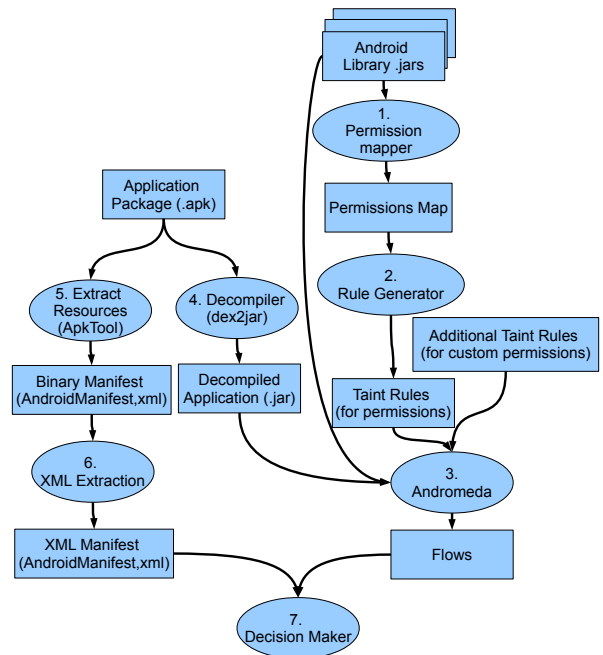 Android
Library .jars
1.
Permission
mapper
Application
Package (.apk)
Permissions Map
5. Extract
Resources
(ApkTool)
4. Decompiler
(dex2jar)
2.
Rule Generator
Additional Taint Rules
(for custom permissions)
Binary Manifest
(AndroidManifest,xml)
Decompiled
Application (.jar)
Taint Rules
(for permissions)
6.
XML Extraction
3.
Andromeda
XML Manifest
(AndroidManifest,xml)
Flows
7.
Decision Maker